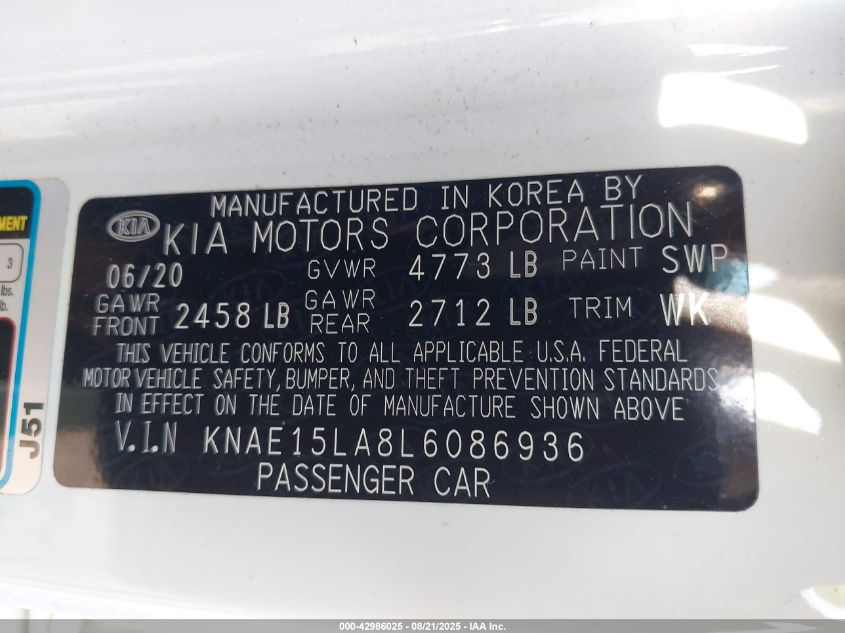 MANUFACTURED IN KOREA BY
KIA KIA MOTORS CORPORATION
06/20 GVWR 4773 LB PAINT SWP
GAWR FRONT 2458 LB GAWR REAR 2712 LB TRIM WK
THIS VEHICLE CONFORMS TO ALL APPLICABLE U.S.A. FEDERAL
MOTOR VEHICLE SAFETY, BUMPER, AND THEFT PREVENTION STANDARDS
IN EFFECT ON THE DATE OF MANUFACTURE SHOWN ABOVE
V.I.N KNAE15LA8L6086936
PASSENGER CAR
3
lbs.
lb.
J51
000-42986025 - 08/21/2025 - IAA Inc.